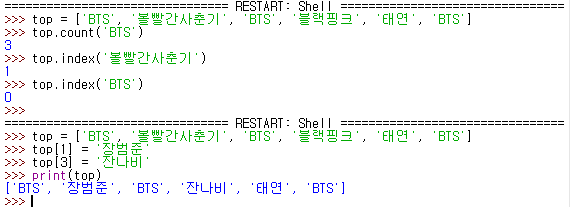 ================================ RESTART: Shell ================================
>>> top = ['BTS', '볼빨간사춘기', 'BTS', '블랙핑크', '태연', 'BTS']
>>> top.count('BTS')
3
>>> top.index('볼빨간사춘기')
1
>>> top.index('BTS')
0
>>>
================================ RESTART: Shell ================================
>>> top = ['BTS', '볼빨간사춘기', 'BTS', '블랙핑크', '태연', 'BTS']
>>> top[1] = '장범준'
>>> top[3] = '잔나비'
>>> print(top)
['BTS', '장범준', 'BTS', '잔나비', '태연', 'BTS']
>>>